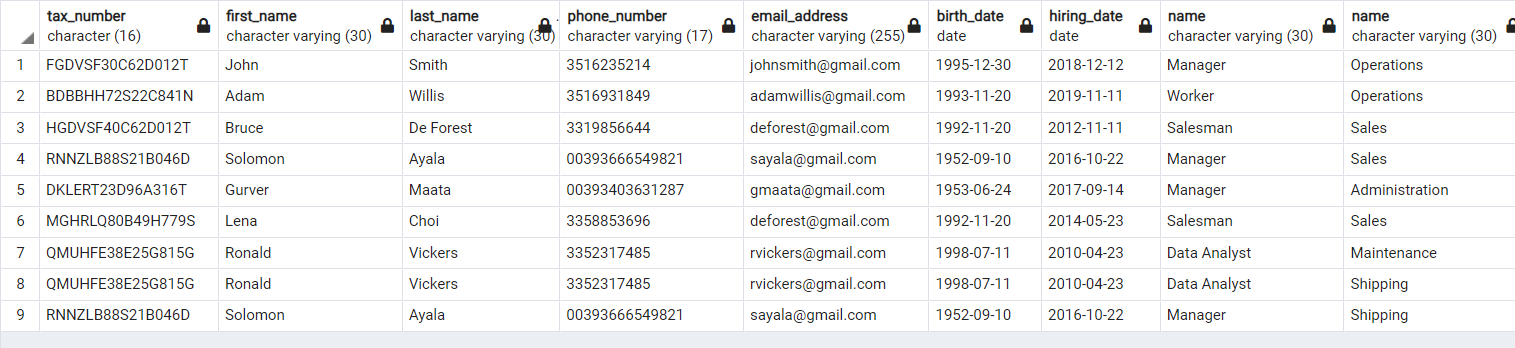 tax_number first_name last_name phone_number email_address birth_date hiring_date name name
character (16) character varying (30) character varying (30) character varying (17) character varying (255) date date character varying (30) character varying (30)
1 FGDVSF30C62D012T John Smith 3516235214 johnsmith@gmail.com 1995-12-30 2018-12-12 Manager Operations
2 BDBBHH72S22C841N Adam Willis 3516931849 adamwillis@gmail.com 1993-11-20 2019-11-11 Worker Operations
3 HGDVSF40C62D012T Bruce De Forest 3319856644 deforest@gmail.com 1992-11-20 2012-11-11 Salesman Sales
4 RNNZLB88S21B046D Solomon Ayala 00393666549821 sayala@gmail.com 1952-09-10 2016-10-22 Manager Sales
5 DKLERT23D96A316T Gurver Maata 00393403631287 gmaata@gmail.com 1953-06-24 2017-09-14 Manager Administration
6 MGHRLQ80B49H779S Lena Choi 3358853696 deforest@gmail.com 1992-11-20 2014-05-23 Salesman Sales
7 QMUHFE38E25G815G Ronald Vickers 3352317485 rvickers@gmail.com 1998-07-11 2010-04-23 Data Analyst Maintenance
8 QMUHFE38E25G815G Ronald Vickers 3352317485 rvickers@gmail.com 1998-07-11 2010-04-23 Data Analyst Shipping
9 RNNZLB88S21B046D Solomon Ayala 00393666549821 sayala@gmail.com 1952-09-10 2016-10-22 Manager Shipping